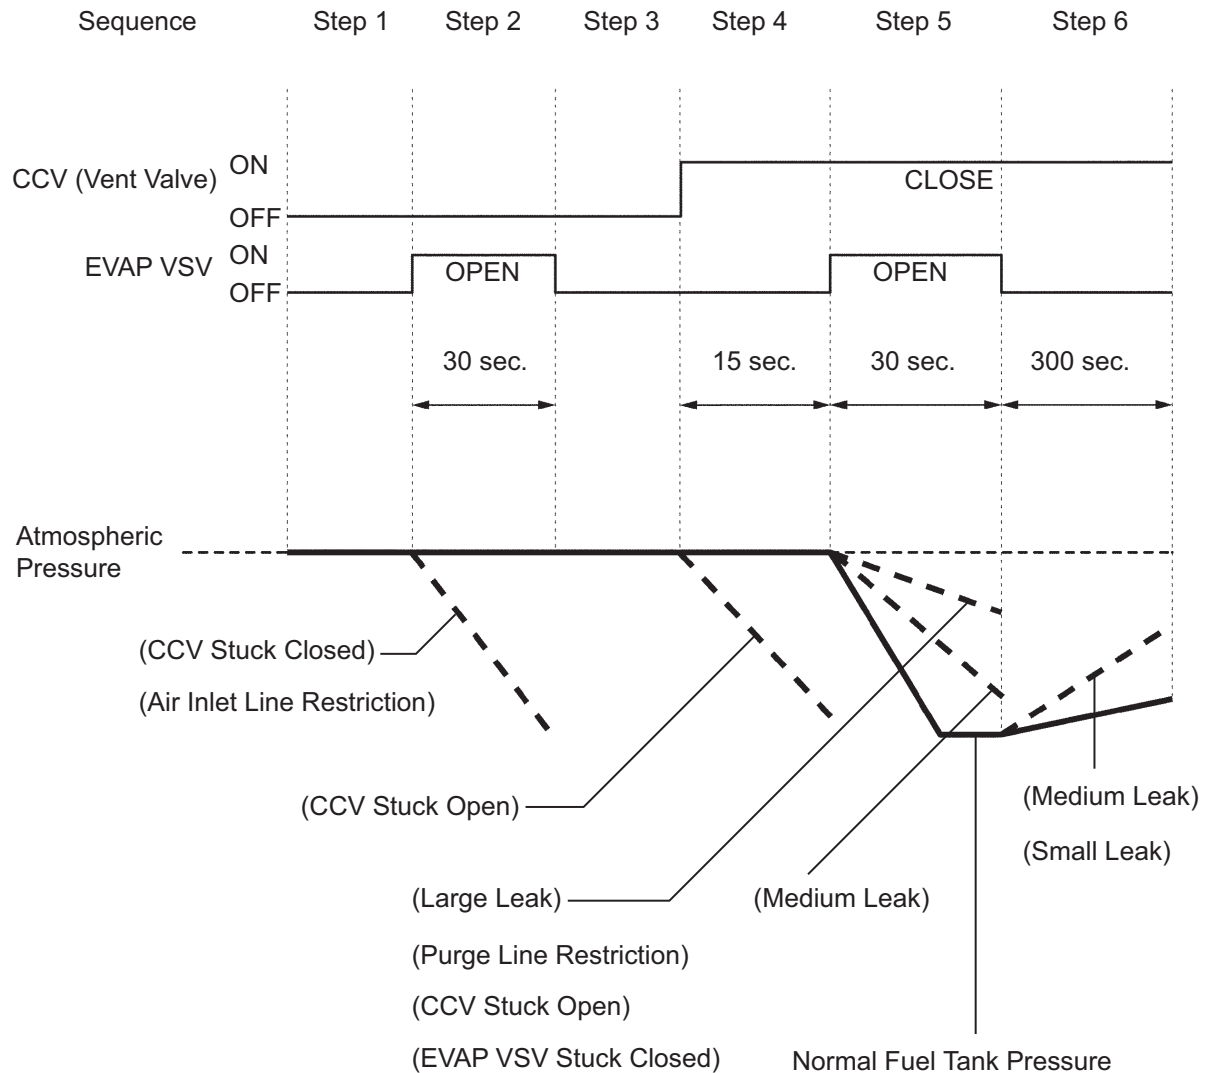 Sequence Step 1 Step 2 Step 3 Step 4 Step 5 Step 6
CCV (Vent Valve) ON
CLOSE
OFF
EVAP VSV ON
OPEN OPEN
OFF
30 sec. 15 sec. 30 sec. 300 sec.
Atmospheric
Pressure
(CCV Stuck Closed)
(Air Inlet Line Restriction)
(CCV Stuck Open)
(Medium Leak)
(Small Leak)
(Large Leak) (Medium Leak)
(Purge Line Restriction)
(CCV Stuck Open)
(EVAP VSV Stuck Closed) Normal Fuel Tank Pressure